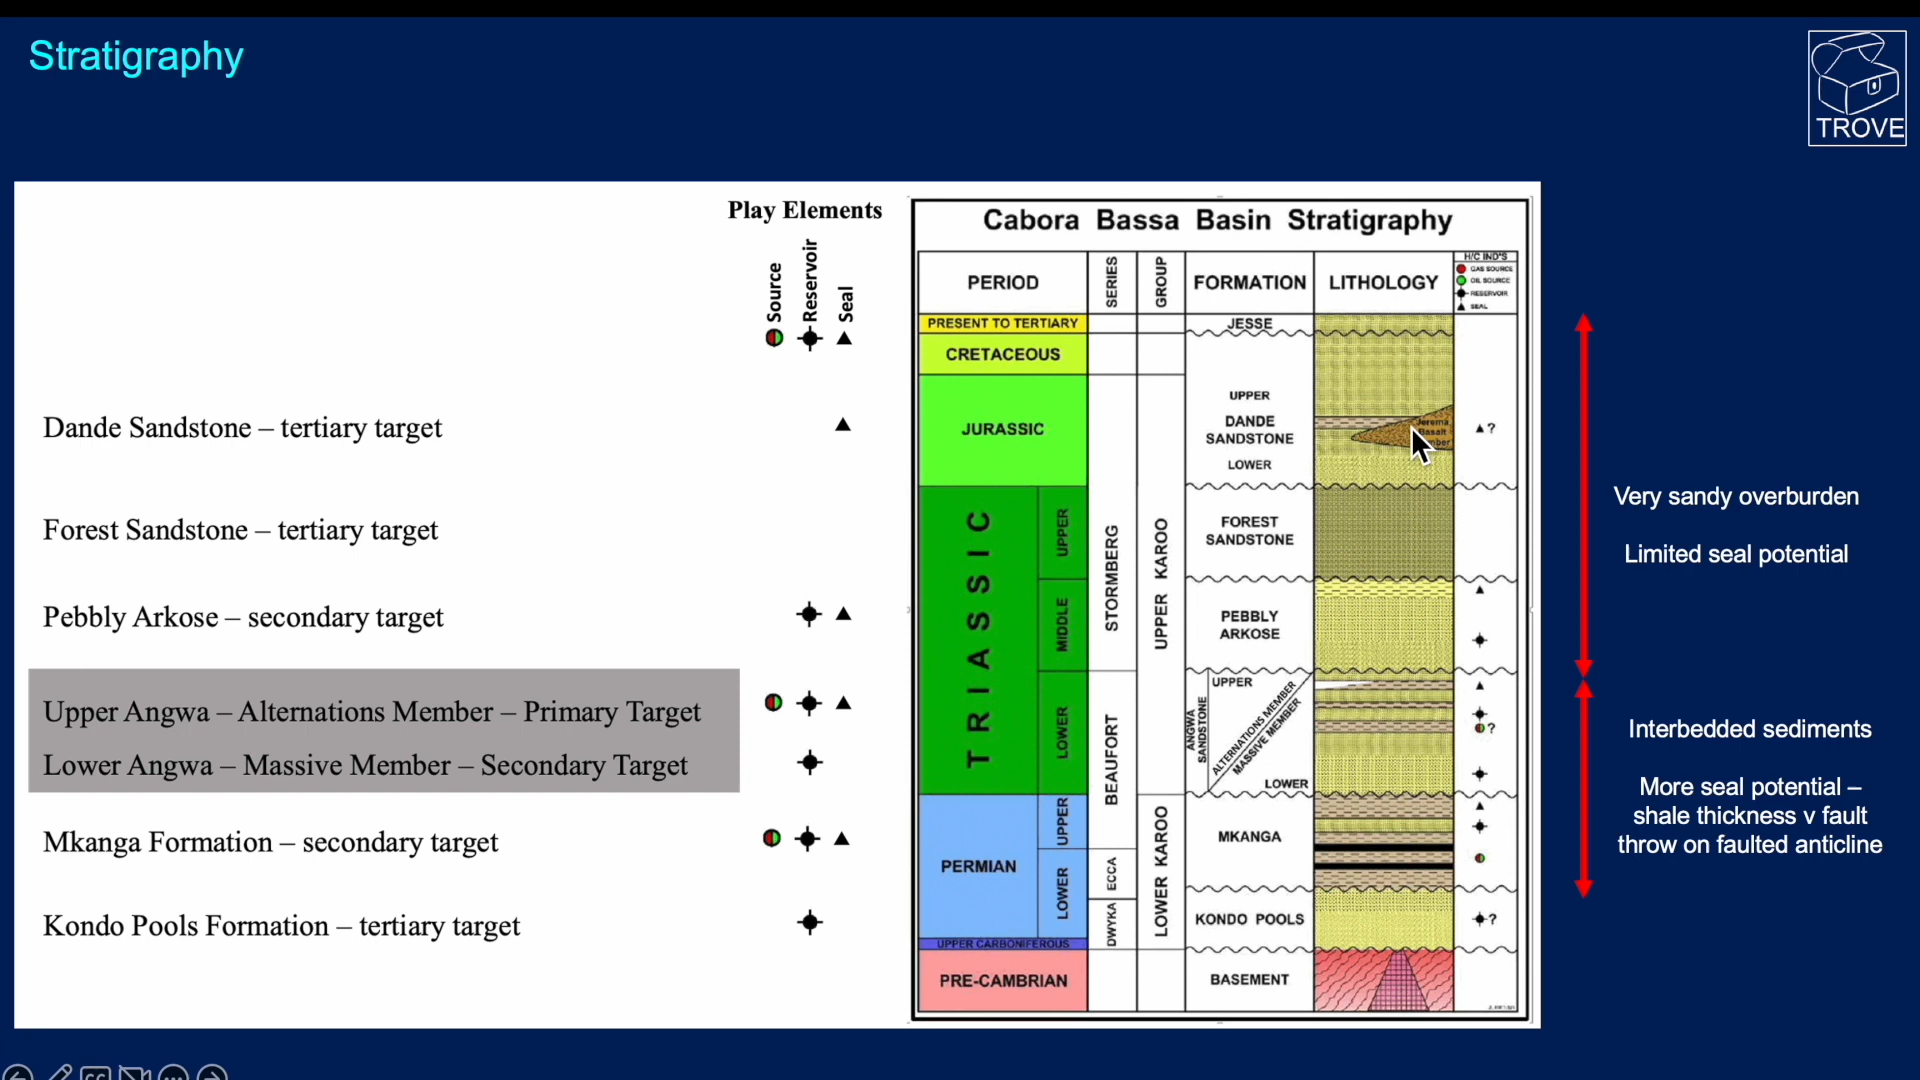 Stratigraphy
TROVE
Play Elements
Source
Reservoir
Seal
Dande Sandstone – tertiary target
Forest Sandstone – tertiary target
Pebbly Arkose – secondary target
Upper Angwa – Alternations Member – Primary Target
Lower Angwa – Massive Member – Secondary Target
Mkanga Formation – secondary target
Kondo Pools Formation – tertiary target
Cabora Bassa Basin Stratigraphy
PERIOD
SERIES
GROUP
FORMATION
LITHOLOGY
H/C IND'S
GAS SOURCE
OIL SOURCE
RESERVOIR
SEAL
PRESENT TO TERTIARY
CRETACEOUS
JURASSIC
TRIASSIC
UPPER
MIDDLE
LOWER
PERMIAN
UPPER
LOWER
UPPER CARBONIFEROUS
PRE-CAMBRIAN
STORMBERG
BEAUFORT
ECCA
DWYKA
UPPER KAROO
LOWER KAROO
JESSE
UPPER
DANDE
SANDSTONE
LOWER
FOREST
SANDSTONE
PEBBLY
ARKOSE
ANGWA
SANDSTONE
UPPER
ALTERNATIONS MEMBER
MASSIVE MEMBER
LOWER
MKANGA
KONDO POOLS
BASEMENT
Jerema
Basalt
?
?
?
Very sandy overburden
Limited seal potential
Interbedded sediments
More seal potential –
shale thickness v fault
throw on faulted anticline
CC